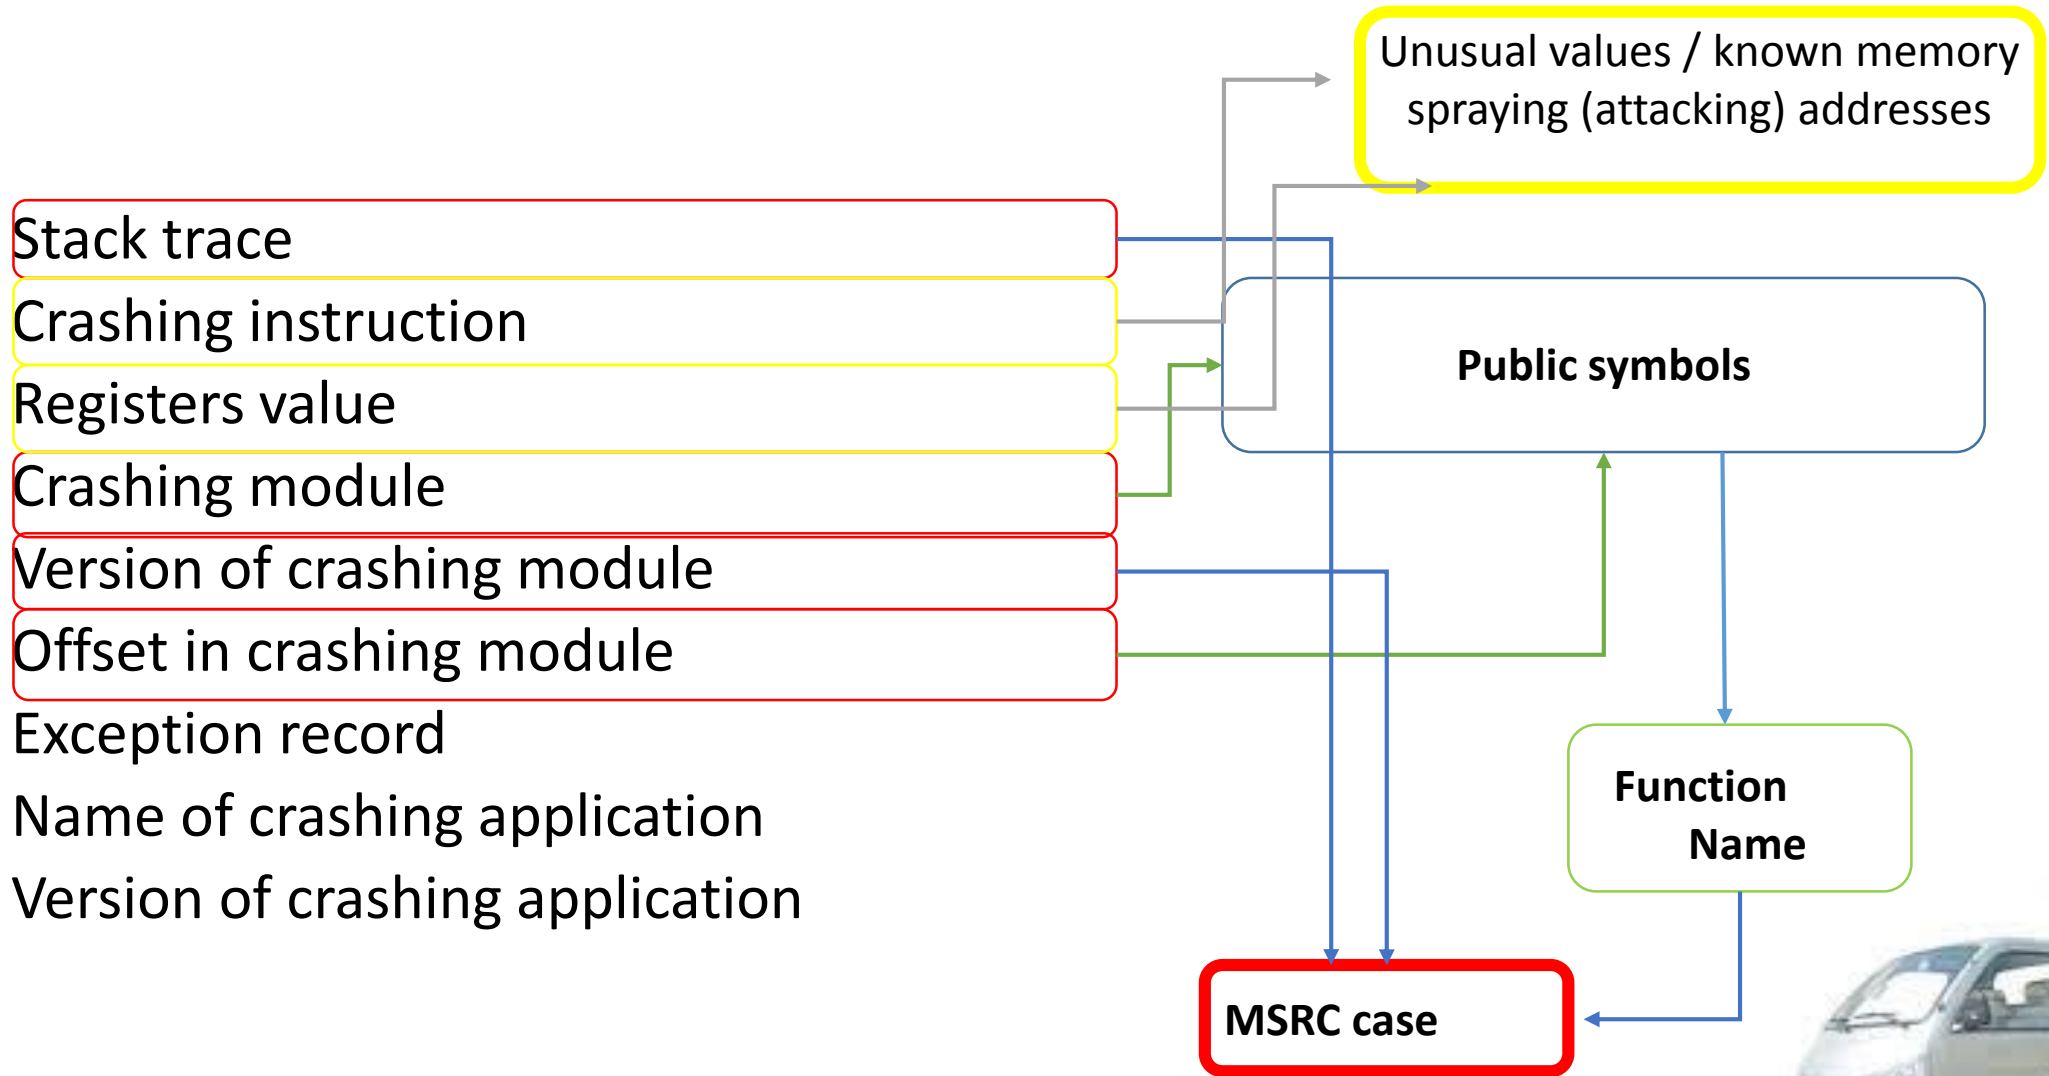 Unusual values / known memory
spraying (attacking) addresses
Stack trace
Crashing instruction
Registers value
Crashing module
Version of crashing module
Offset in crashing module
Exception record
Name of crashing application
Version of crashing application
Public symbols
Function
Name
MSRC case